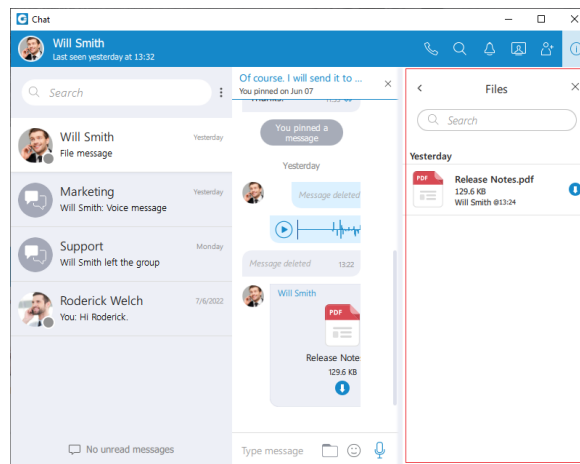 Chat
Will Smith
Last seen yesterday at 13:32
Search
Will Smith
Yesterday
File message
Marketing
Yesterday
Will Smith: Voice message
Support
Monday
Will Smith left the group
Roderick Welch
7/6/2022
You: Hi Roderick.
No unread messages
Of course. I will send it to ...
You pinned on Jun 07
You pinned a
message
Yesterday
Message deleted
Message deleted
13:22
Will Smith
PDF
Release Note
129.6 KB
Type message
Files
Search
Yesterday
PDF
Release Notes.pdf
129.6 KB
Will Smith @13:24